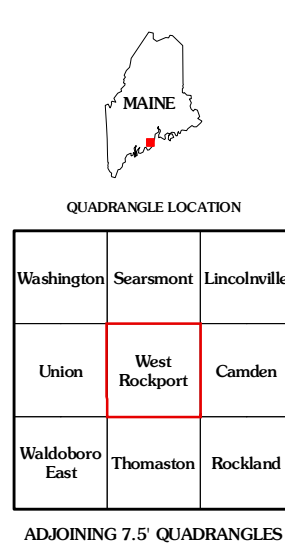 MAINE
QUADRANGLE LOCATION
Washington Searsmont Lincolnville
Union West Rockport Camden
Waldoboro East Thomaston Rockland
ADJOINING 7.5' QUADRANGLES